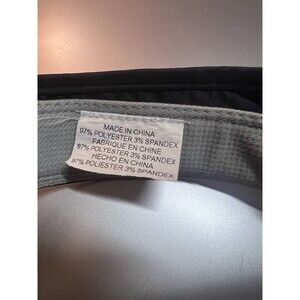 MADE IN CHINA
97% POLYESTER 3% SPANDEX
FABRIQUE EN CHINE
97% POLYESTER 3% SPANDEX
HECHO EN CHINA
97% POLIESTER 3% SPANDEX